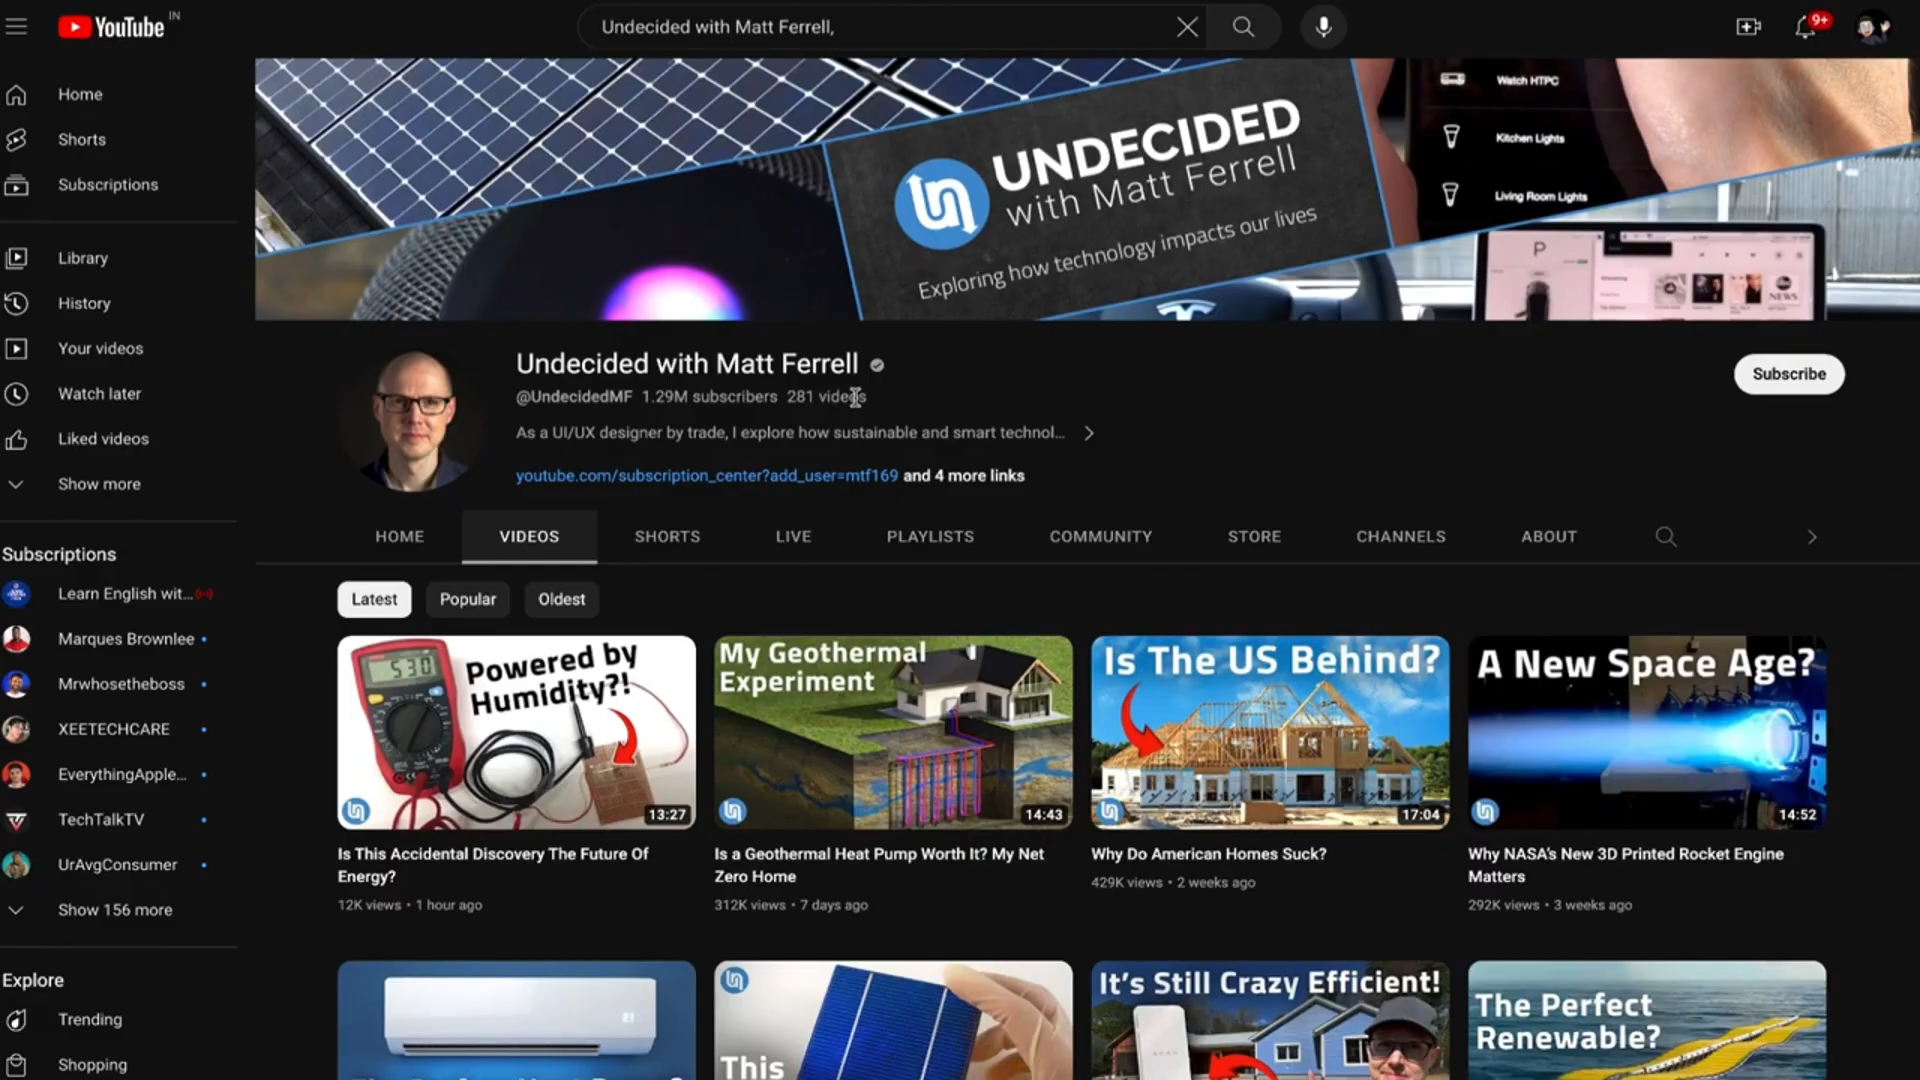 YouTube IN
Undecided with Matt Ferrell,
9+
Home
Shorts
Subscriptions
Library
History
Your videos
Watch later
Liked videos
Show more
Subscriptions
Learn English wit...
Marques Brownlee
Mrwhosetheboss
XEETECHCARE
EverythingApple...
TechTalkTV
UrAvgConsumer
Show 156 more
Explore
Trending
Shopping
UNDECIDED
with Matt Ferrell
Exploring how technology impacts our lives
Watch HTPC
Kitchen Lights
Living Room Lights
P
NEWS
Undecided with Matt Ferrell
@UndecidedMF 1.29M subscribers 281 videos
As a UI/UX designer by trade, I explore how sustainable and smart technol...
youtube.com/subscription_center?add_user=mtf169 and 4 more links
Subscribe
HOME VIDEOS SHORTS LIVE PLAYLISTS COMMUNITY STORE CHANNELS ABOUT
Latest Popular Oldest
530
Powered by
Humidity?!
13:27
Is This Accidental Discovery The Future Of
Energy?
12K views • 1 hour ago
My Geothermal
Experiment
14:43
Is a Geothermal Heat Pump Worth It? My Net
Zero Home
312K views • 7 days ago
Is The US Behind?
17:04
Why Do American Homes Suck?
429K views • 2 weeks ago
A New Space Age?
14:52
Why NASA's New 3D Printed Rocket Engine
Matters
292K views • 3 weeks ago
This
It's Still Crazy Efficient!
The Perfect
Renewable?